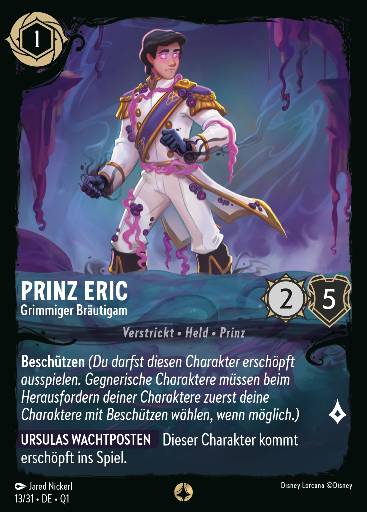 1
PRINZ ERIC
Grimmiger Bräutigam
2
5
Verstrickt • Held • Prinz
Beschützen (Du darfst diesen Charakter erschöpft
ausspielen. Gegnerische Charaktere müssen beim
Herausfordern deiner Charaktere zuerst deine
Charaktere mit Beschützen wählen, wenn möglich.)
URSULAS WACHTPOSTEN Dieser Charakter kommt
erschöpft ins Spiel.
Jared Nickerl
Disney Lorcana ©Disney
13/31 • DE • Q1